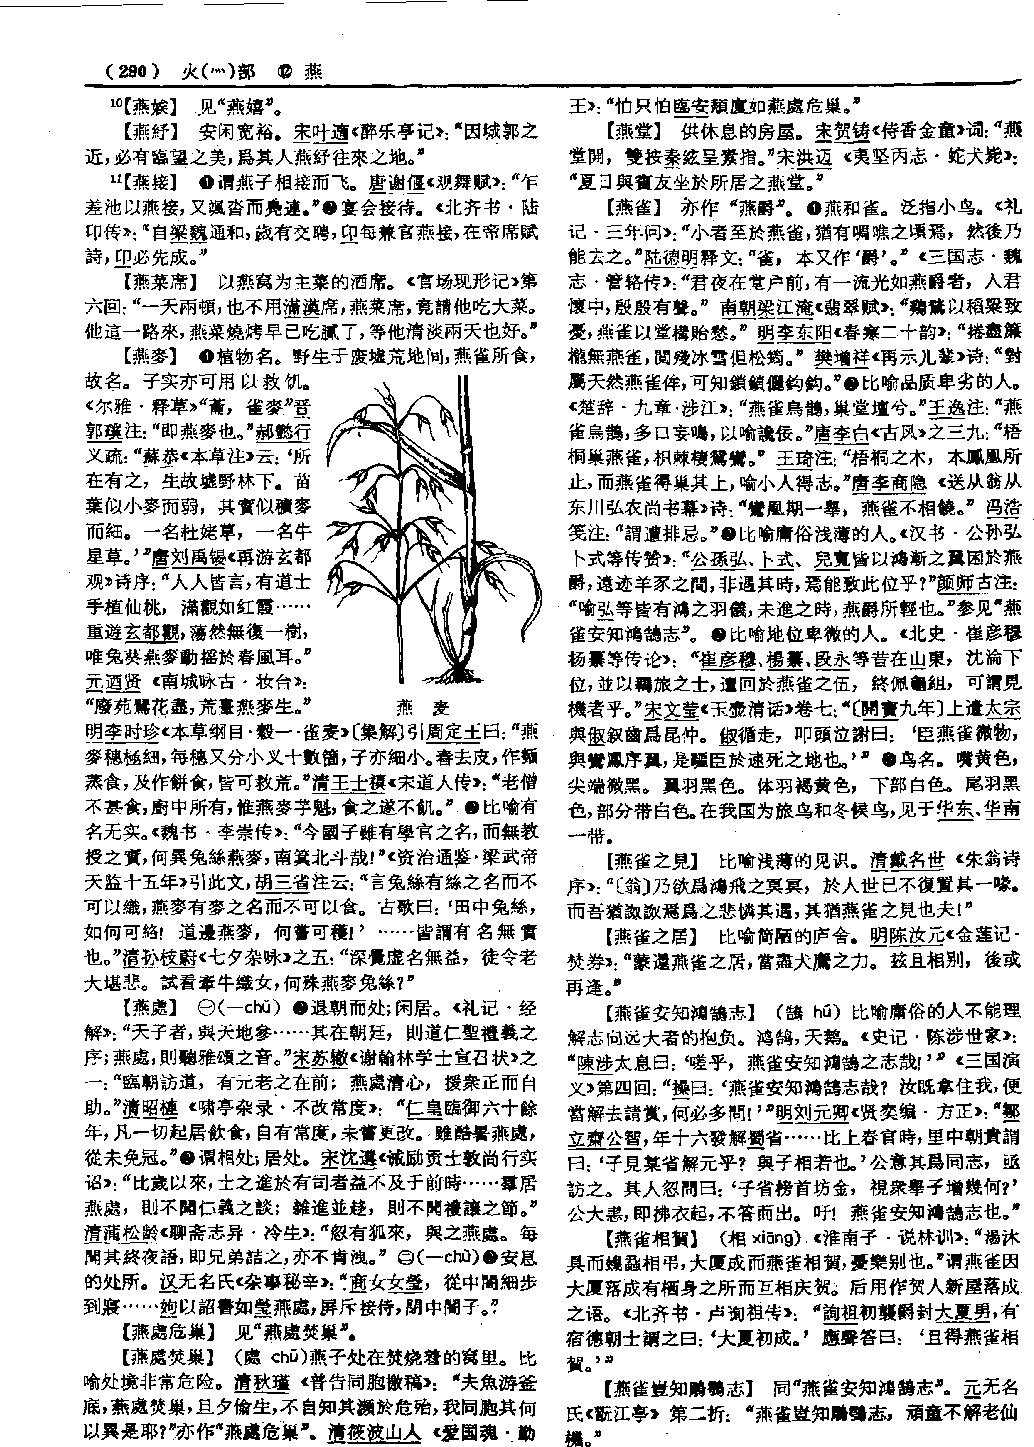 （290） 火(灬)部 ⑫ 燕
¹⁰【燕娭】 见“燕嬉”。
【燕紓】 安闲宽裕。宋叶適《醉乐亭记》：“因城郭之
近，必有臨望之美，爲其人燕紓往來之地。”
¹¹【燕接】 ❶谓燕子相接而飞。唐谢偃《观舞赋》：“乍
差池以燕接，又颯沓而凫連。”❷宴会接待。《北齐书·陆
卬传》：“自梁魏通和，歲有交聘，卬每兼官燕接，在帝席賦
詩，卬必先成。”
【燕菜席】 以燕窝为主菜的酒席。《官场现形记》第
六回：“一天兩頓，也不用滿漢席，燕菜席，竟請他吃大菜。
他這一路來，燕菜燒烤早已吃膩了，等他清淡兩天也好。”
【燕麥】 ❶植物名。野生于废墟荒地间，燕雀所食，
故名。子实亦可用以救饥。
《尔雅·释草》“蘥，雀麥”晋
郭璞注：“即燕麥也。”郝懿行
义疏：“蘇恭《本草注》云：‘所
在有之，生故墟野林下。苗
葉似小麥而弱，其實似穬麥
而細。一名杜姥草，一名牛
星草。’”唐刘禹锡《再游玄都
观》诗序：“人人皆言，有道士
手植仙桃，滿觀如紅霞……
重遊玄都觀，蕩然無復一樹，
唯兔葵燕麥動摇於春風耳。”
元迺贤《南城咏古·妆台》：
“廢苑鶯花盡，荒臺燕麥生。”
燕 麦
明李时珍《本草纲目·穀一·雀麦》〔集解〕引周定王曰：“燕
麥穗極細，每穗又分小叉十數箇，子亦細小。舂去皮，作麵
蒸食，及作餅食，皆可救荒。”清王士禛《宋道人传》：“老僧
不甚食，廚中所有，惟燕麥芋魁，食之遂不飢。”❷比喻有
名无实。《魏书·李崇传》：“今國子雖有學官之名，而無教
授之實，何異兔絲燕麥，南箕北斗哉！”《资治通鉴·梁武帝
天监十五年》引此文，胡三省注云：“言兔絲有絲之名而不
可以織，燕麥有麥之名而不可以食。古歌曰：‘田中兔絲，
如何可絡！道邊燕麥，何嘗可穫！’……皆謂有名無實
也。”清孙枝蔚《七夕杂咏》之五：“深覺虚名無益，徒令老
大堪悲。試看牽牛織女，何殊燕麥兔絲？”
【燕處】 ㊀(—chǔ) ❶退朝而处；闲居。《礼记·经
解》：“天子者，與天地參……其在朝廷，則道仁聖禮義之
序；燕處，則聽雅頌之音。”宋苏辙《谢翰林学士宣召状》之
一：“臨朝訪道，有元老之在前；燕處清心，援衆正而自
助。”清昭槤《啸亭杂录·不改常度》：“仁皇臨御六十餘
年，凡一切起居飲食，自有常度，未嘗更改。雖酷暑燕處，
從未免冠。”❷谓相处；居处。宋沈遘《诫励贡士敦尚行实
诏》：“比歲以來，士之進於有司者益不及于前時……羣居
燕處，則不聞仁義之談；雜進並趍，則不聞禮讓之節。”
清蒲松龄《聊斋志异·冷生》：“忽有狐來，與之燕處。每
聞其終夜語，即兄弟詰之，亦不肯洩。”㊁(—chù)❶安息
的处所。汉无名氏《杂事秘辛》：“商女女瑩，從中閤細步
到寢……姁以詔書如瑩燕處，屏斥接待，閉中閤子。”
【燕處危巢】 见“燕處焚巢”。
【燕處焚巢】 （處 chǔ）燕子处在焚烧着的窝里。比
喻处境非常危险。清秋瑾《普告同胞檄稿》：“夫魚游釜
底，燕處焚巢，旦夕偷生，不自知其瀕於危殆，我同胞其何
以異是耶？”亦作“燕處危巢”。清筱波山人《爱国魂·勤
王》：“怕只怕臨安頹廈如燕處危巢。”
【燕堂】 供休息的房屋。宋贺铸《侍香金童》词：“燕
堂開，雙按秦絃呈素指。”宋洪迈《夷坚丙志·蛇犬毙》：
“夏日與賓友坐於所居之燕堂。”
【燕雀】 亦作“燕爵”。❶燕和雀。泛指小鸟。《礼
记·三年问》：“小者至於燕雀，猶有啁噍之頃焉，然後乃
能去之。”陆德明释文：“雀，本又作‘爵’。”《三国志·魏
志·管辂传》：“君夜在堂户前，有一流光如燕爵者，入君
懷中，殷殷有聲。”南朝梁江淹《翡翠赋》：“鷄鶩以稻粱致
憂，燕雀以堂構貽愁。”明李东阳《春寒二十韵》：“捲盡簾
櫳無燕雀，閲殘冰雪但松筠。”樊增祥《再示儿辈》诗：“對
屬天然燕雀侔，可知鎖鎖僵鈎鈎。”❷比喻品质卑劣的人。
《楚辞·九章·涉江》：“燕雀烏鵲，巢堂壇兮。”王逸注：“燕
雀烏鵲，多口妄鳴，以喻讒佞。”唐李白《古风》之三九：“梧
桐巢燕雀，枳棘棲鴛鸞。”王琦注：“梧桐之木，本鳳凰所
止，而燕雀得巢其上，喻小人得志。”唐李商隐《送从翁从
东川弘农尚书幕》诗：“鸞凰期一舉，燕雀不相饒。”冯浩
笺注：“謂遭排忌。”❸比喻庸俗浅薄的人。《汉书·公孙弘
卜式等传赞》：“公孫弘、卜式、兒寬皆以鴻漸之翼困於燕
爵，遠迹羊豕之間，非遇其時，焉能致此位乎？”颜师古注：
“喻弘等皆有鴻之羽儀，未進之時，燕爵所輕也。”参见“燕
雀安知鴻鵠志”。❹比喻地位卑微的人。《北史·崔彦穆
杨纂等传论》：“崔彦穆、楊纂、段永等昔在山東，沈淪下
位，並以羈旅之士，邅回於燕雀之伍，終佩龜組，可謂見
機者乎。”宋文莹《玉壶清话》卷七：“〔開寶九年〕上遣太宗
與俶叙齒爲昆仲。俶循走，叩頭泣謝曰：‘臣燕雀微物，
與鸞鳳序翼，是驅臣於速死之地也。’”❺鸟名。嘴黄色，
尖端微黑。翼羽黑色。体羽褐黄色，下部白色。尾羽黑
色，部分带白色。在我国为旅鸟和冬候鸟，见于华东、华南
一带。
【燕雀之見】 比喻浅薄的见识。清戴名世《朱翁诗
序》：“〔翁〕乃欲爲鴻飛之冥冥，於人世已不復置其一喙。
而吾猶諓諓焉爲之悲憐其遇，其猶燕雀之見也夫！”
【燕雀之居】 比喻简陋的庐舍。明陈汝元《金莲记·
焚券》：“蒙還燕雀之居，當盡犬鷹之力。兹且相别，後或
再逢。”
【燕雀安知鴻鵠志】 （鵠 hú）比喻庸俗的人不能理
解志向远大者的抱负。鸿鹄，天鹅。《史记·陈涉世家》：
“陳涉太息曰：‘嗟乎，燕雀安知鴻鵠之志哉！’”《三国演
义》第四回：“操曰：‘燕雀安知鴻鵠志哉？汝既拿住我，便
當解去請賞，何必多問！’”明刘元卿《贤奕编·方正》：“鄒
立齋公智，年十六發解蜀省……比上春官時，里中朝貴謂
曰：‘子見某省解元乎？與子相若也。’公意其爲同志，亟
訪之。其人忽問曰：‘子省榜首坊金，視衆舉子增幾何？’
公大恚，即拂衣起，不答而出。吁！燕雀安知鴻鵠志也。”
【燕雀相賀】 （相 xiāng）《淮南子·说林训》：“湯沐
具而蟣蝨相弔，大廈成而燕雀相賀，憂樂别也。”谓燕雀因
大厦落成有栖身之所而互相庆贺。后用作贺人新屋落成
之语。《北齐书·卢询祖传》：“詢祖初襲爵封大夏男，有
宿德朝士謂之曰：‘大夏初成。’應聲答曰：‘且得燕雀相
賀。’”
【燕雀豈知鵰鶚志】 同“燕雀安知鴻鵠志”。元无名
氏《翫江亭》第二折：“燕雀豈知鵰鶚志，頑童不解老仙
機。”